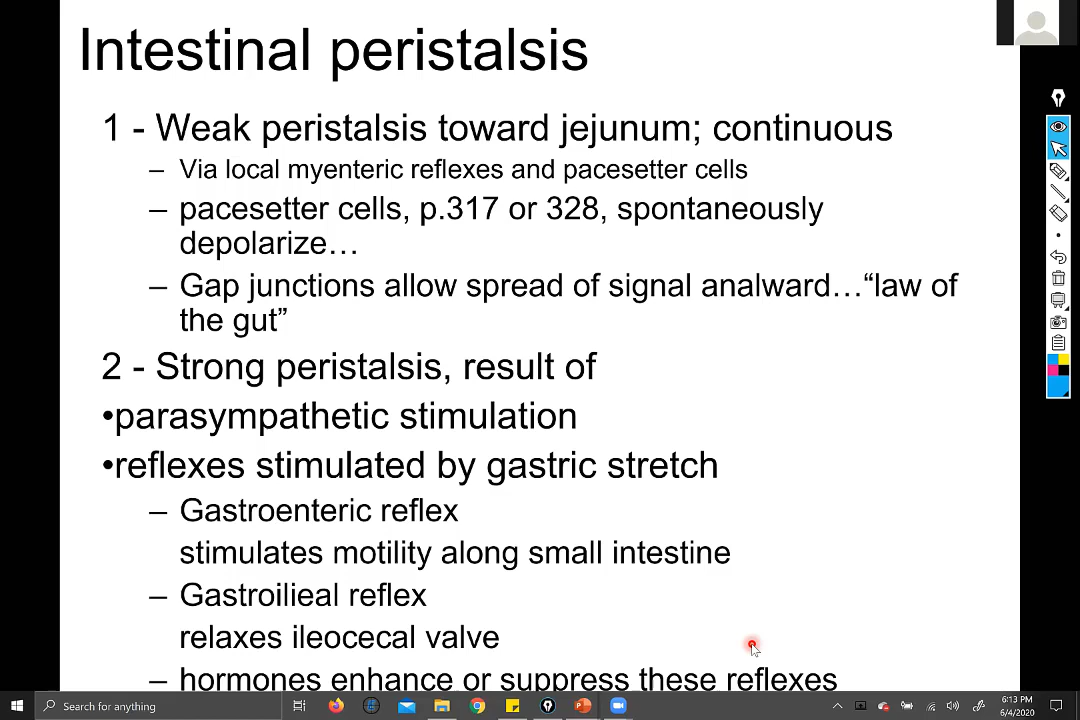 Intestinal peristalsis
1 - Weak peristalsis toward jejunum; continuous
– Via local myenteric reflexes and pacesetter cells
– pacesetter cells, p.317 or 328, spontaneously
depolarize…
– Gap junctions allow spread of signal analward…“law of
the gut”
2 - Strong peristalsis, result of
•parasympathetic stimulation
•reflexes stimulated by gastric stretch
– Gastroenteric reflex
stimulates motility along small intestine
– Gastroilieal reflex
relaxes ileocecal valve
– hormones enhance or suppress these reflexes
Search for anything
6:13 PM
6/4/2020